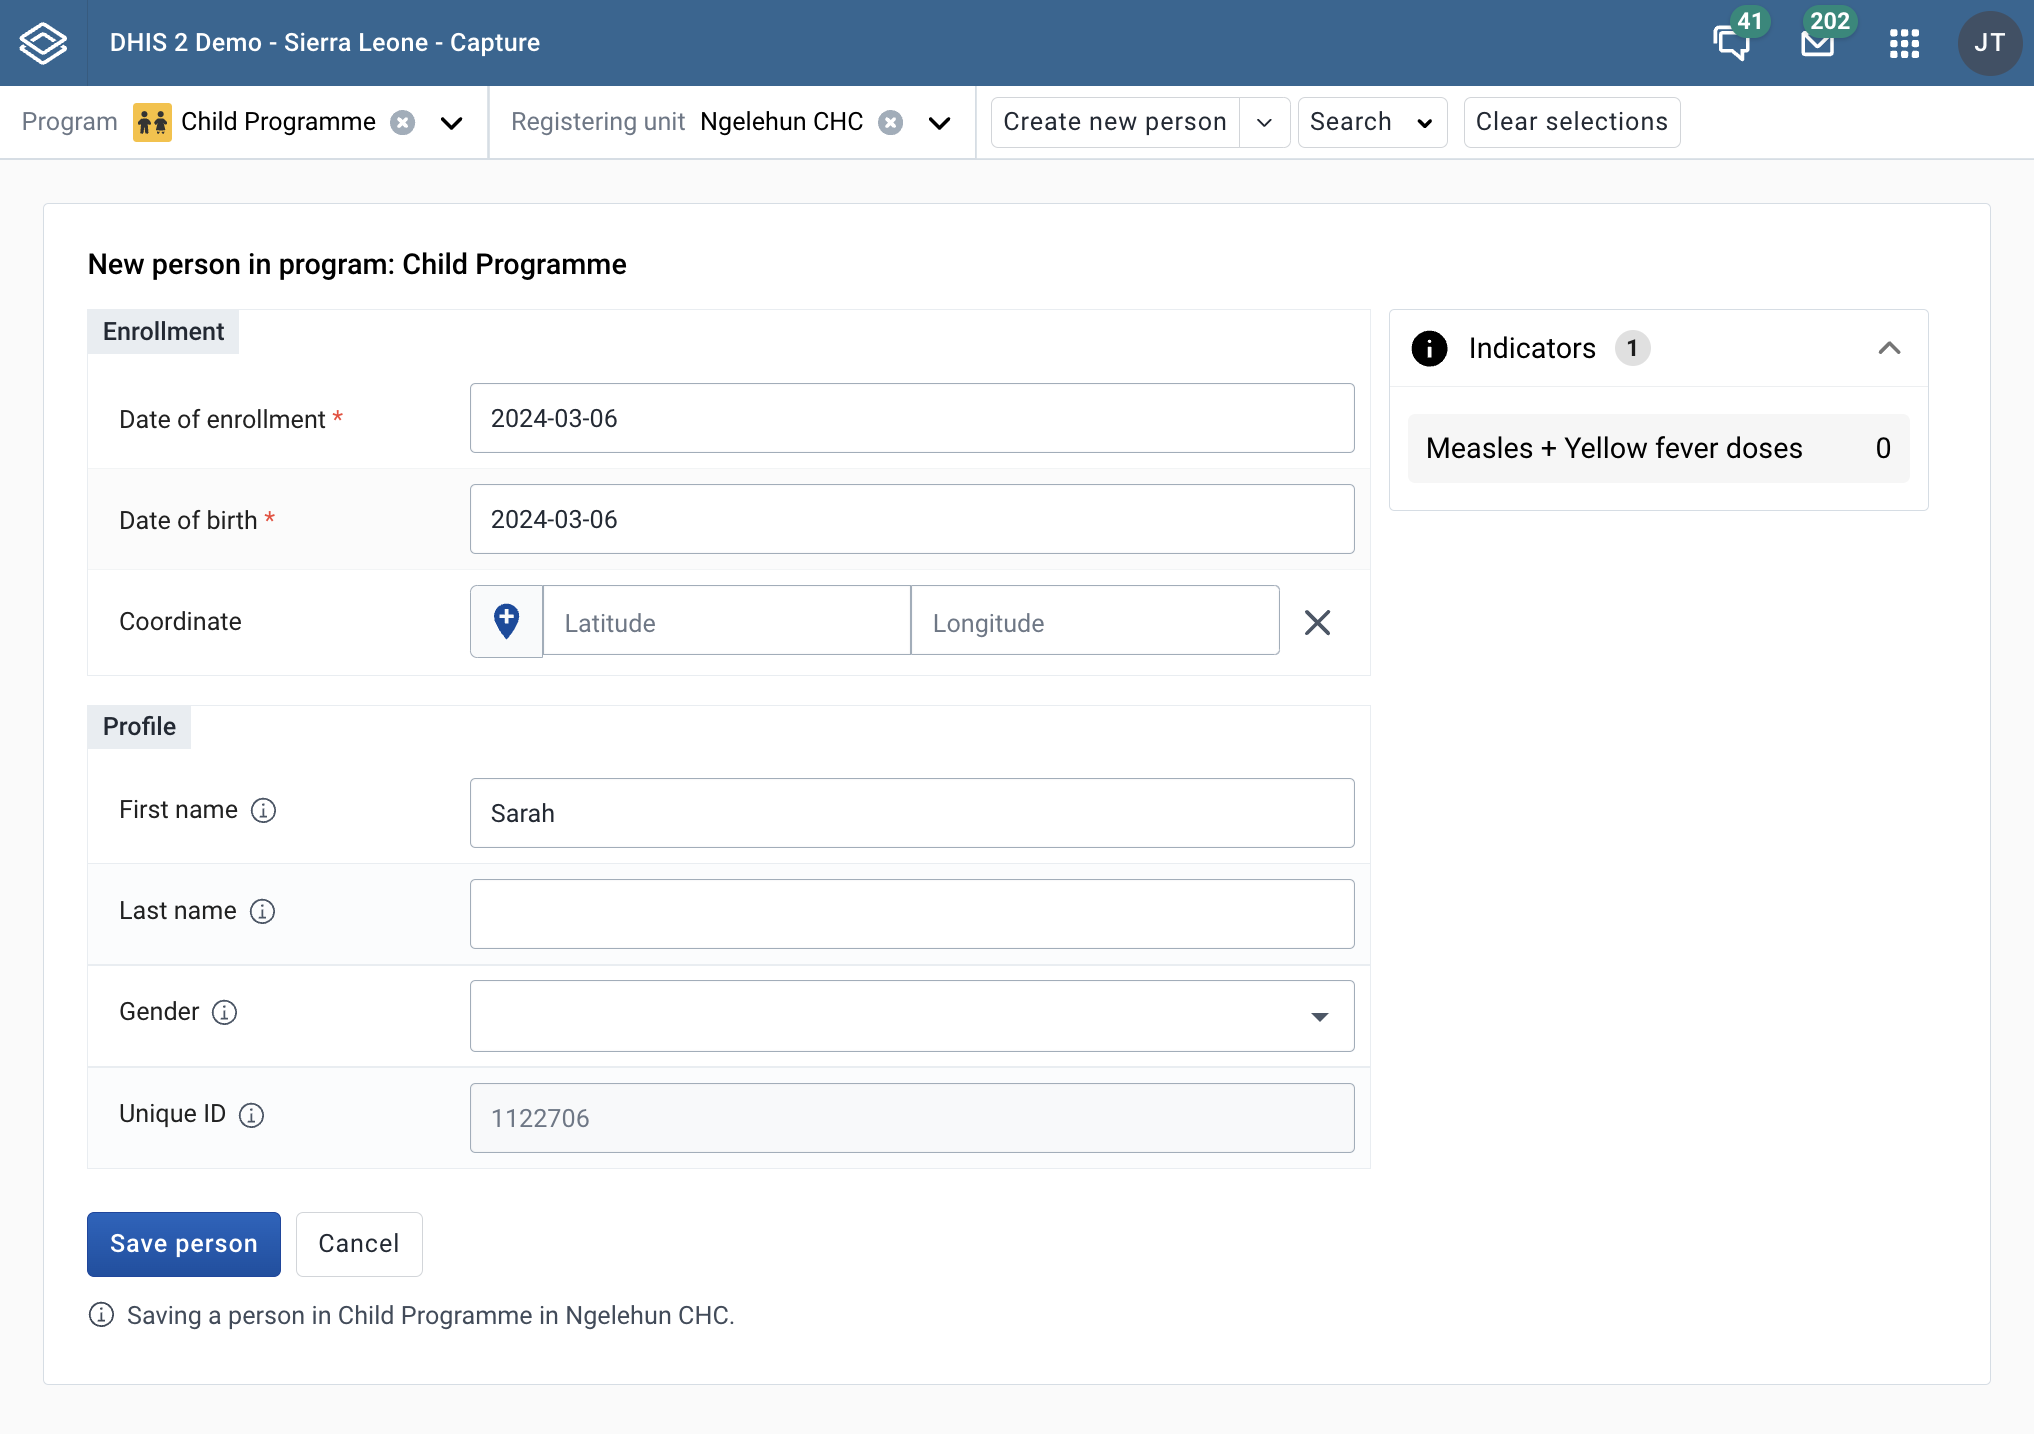 DHIS 2 Demo - Sierra Leone - Capture
41
202
JT
Program Child Programme
Registering unit Ngelehun CHC
Create new person
Search
Clear selections
New person in program: Child Programme
Enrollment
Date of enrollment *
2024-03-06
Date of birth *
2024-03-06
Coordinate
Latitude
Longitude
Profile
First name
Sarah
Last name
Gender
Unique ID
1122706
Save person
Cancel
Saving a person in Child Programme in Ngelehun CHC.
Indicators 1
Measles + Yellow fever doses 0